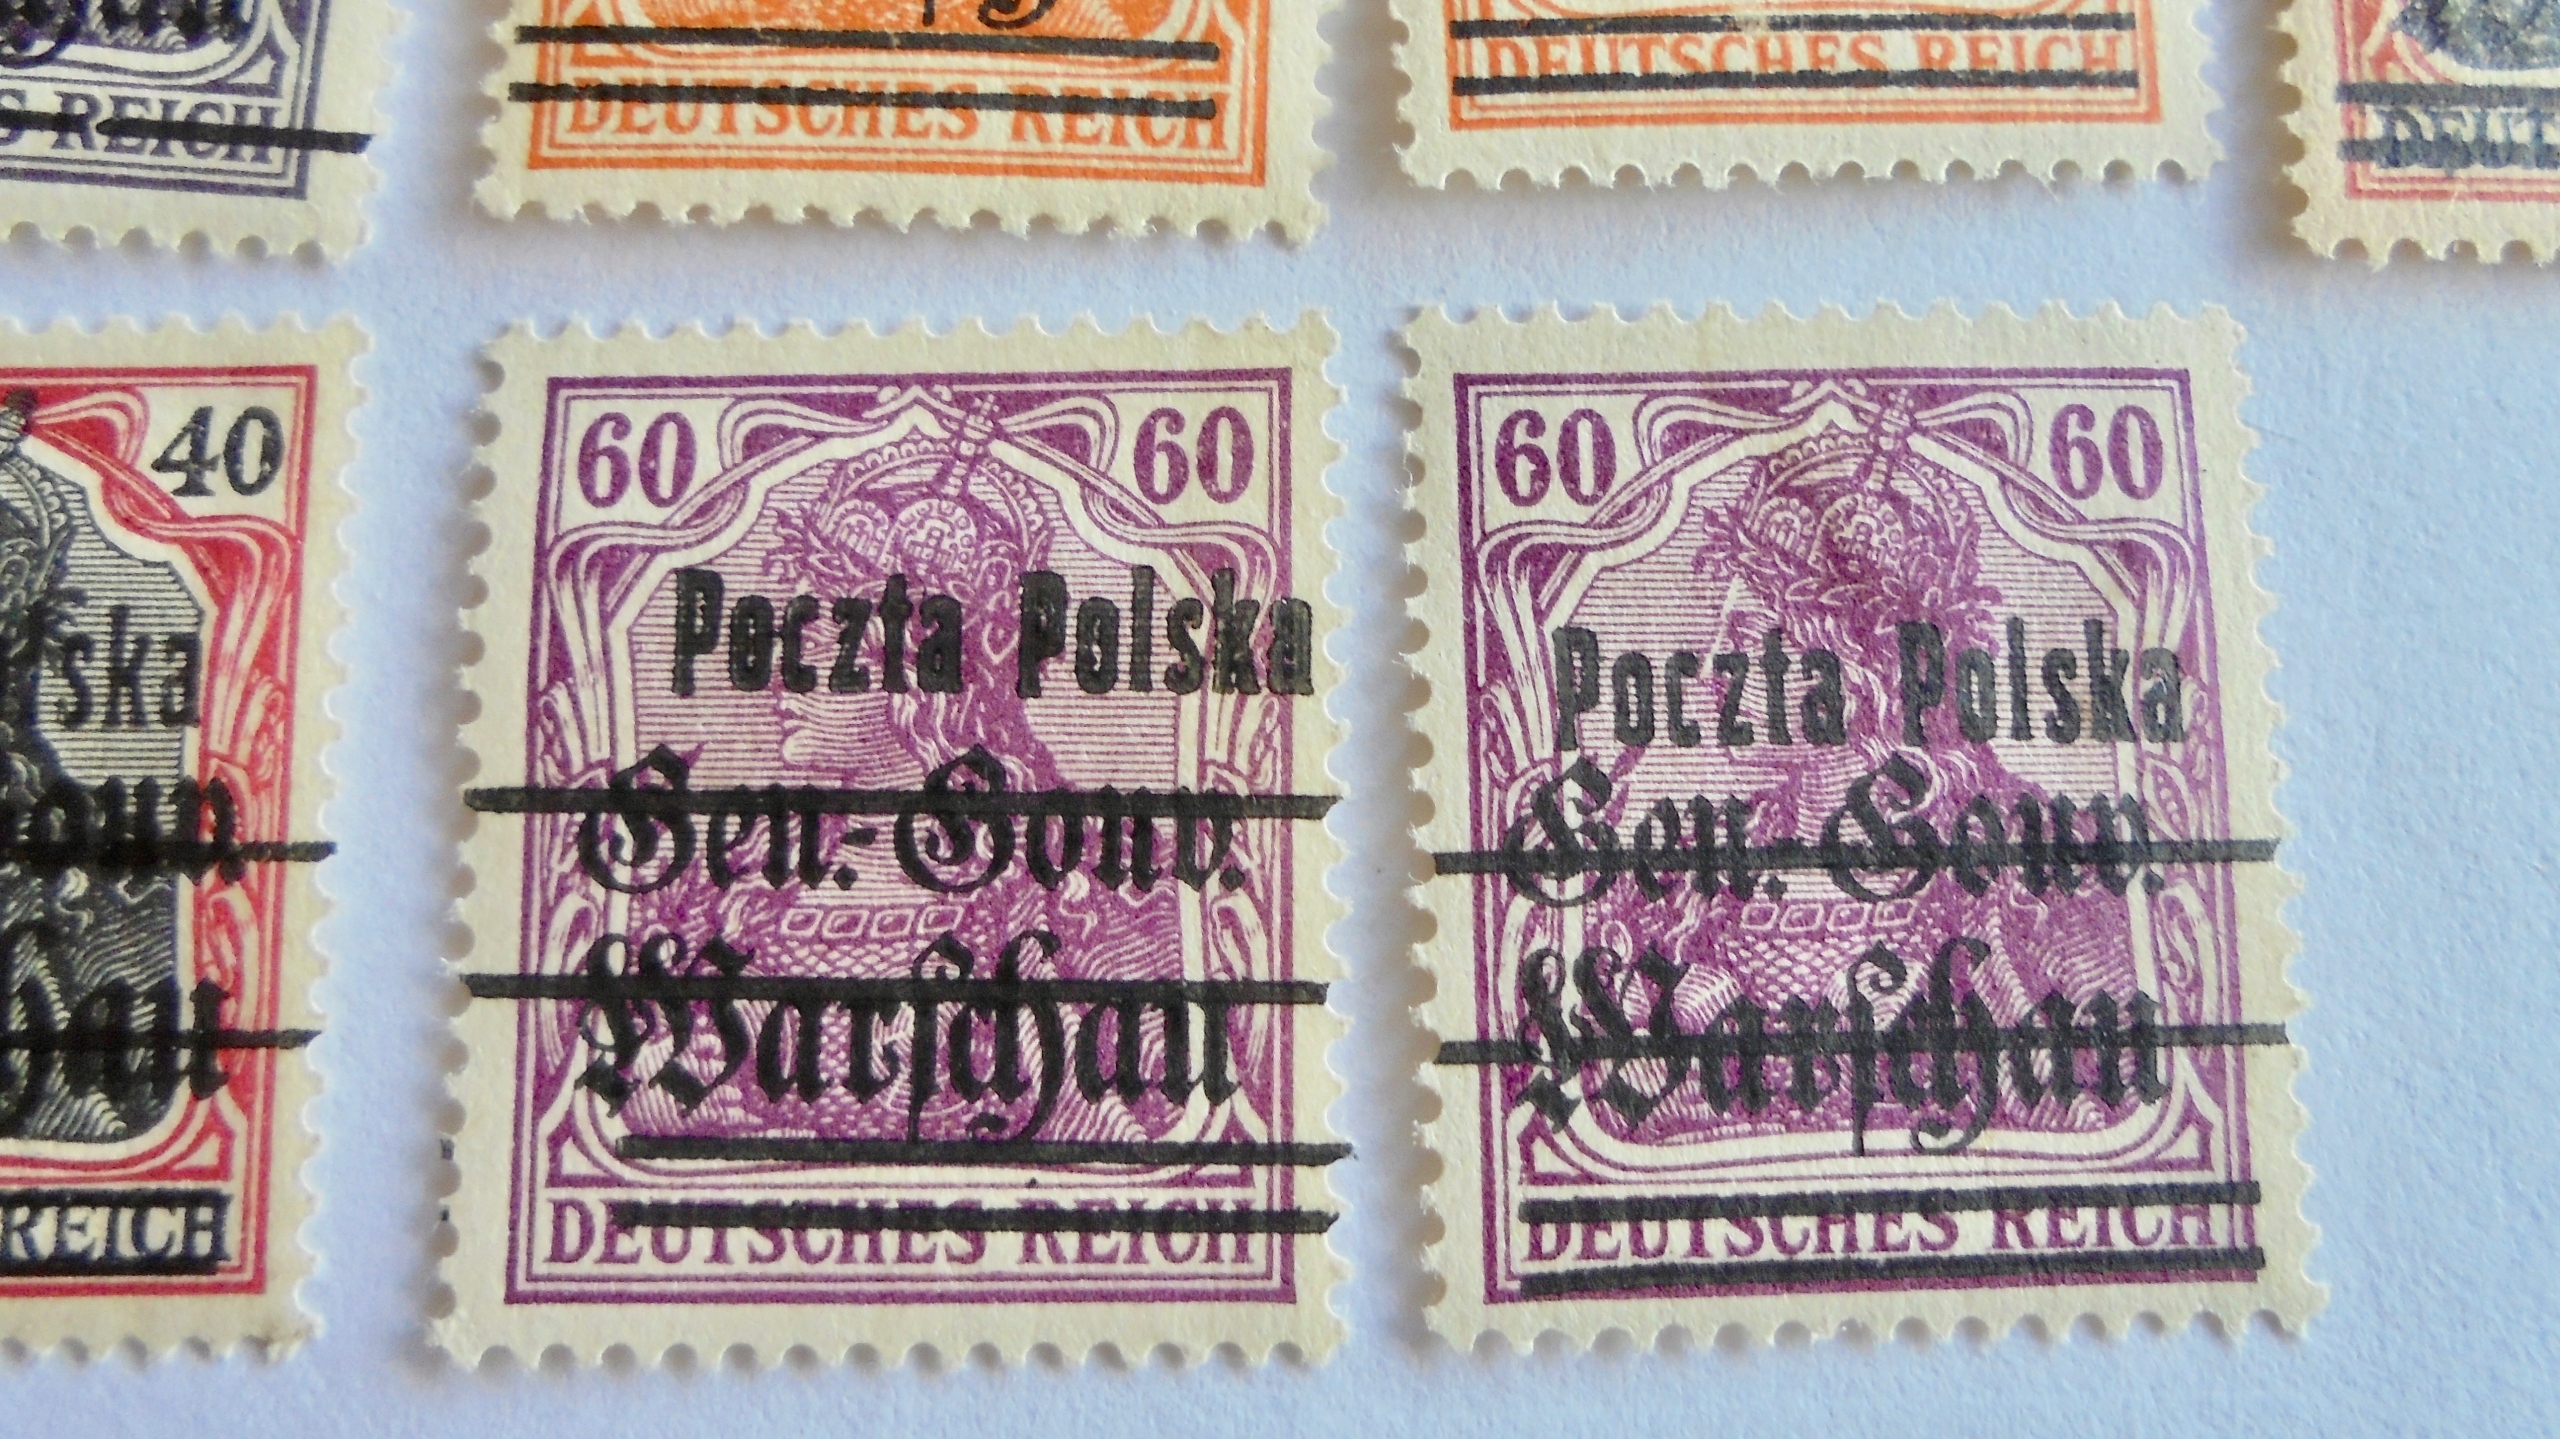 REICH
DEUTSCHES REICH
DEUTSCHES REICH
40
REICH
60 60
Poczta Polska
Gen.-Gouv.
Warschau
DEUTSCHES REICH
60 60
Poczta Polska
Gen.-Gouv.
Warschau
DEUTSCHES REICH